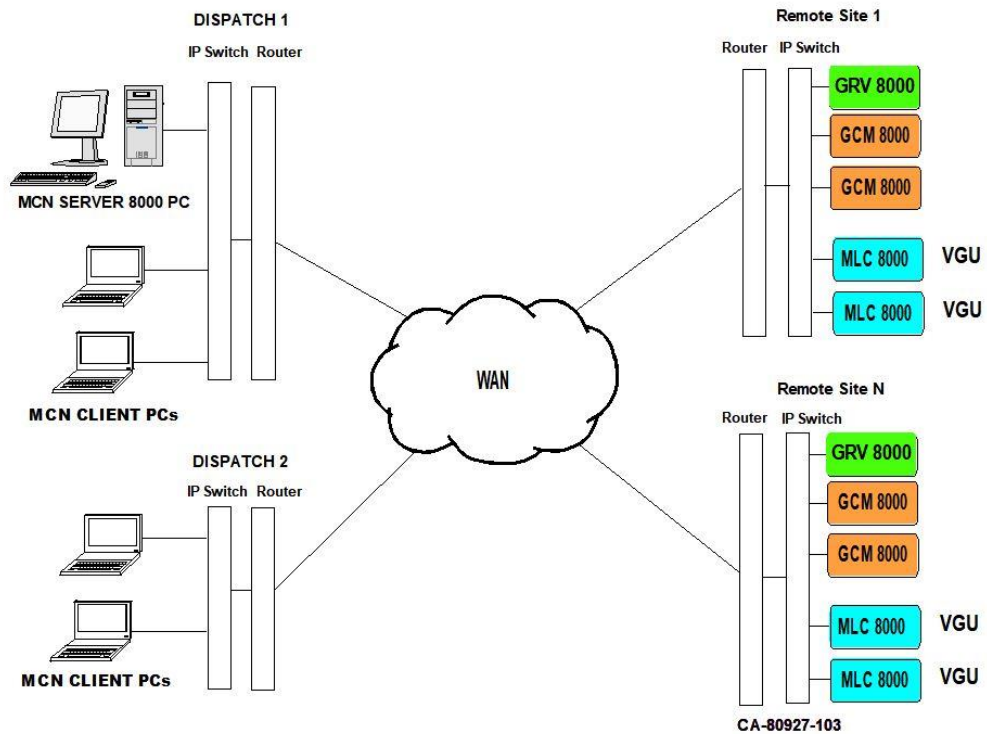 DISPATCH 1
IP Switch Router
MCN SERVER 8000 PC
MCN CLIENT PCs
DISPATCH 2
IP Switch Router
MCN CLIENT PCs
WAN
Remote Site 1
Router IP Switch
GRV 8000
GCM 8000
GCM 8000
MLC 8000 VGU
MLC 8000 VGU
Remote Site N
Router IP Switch
GRV 8000
GCM 8000
GCM 8000
MLC 8000 VGU
MLC 8000 VGU
CA-80927-103